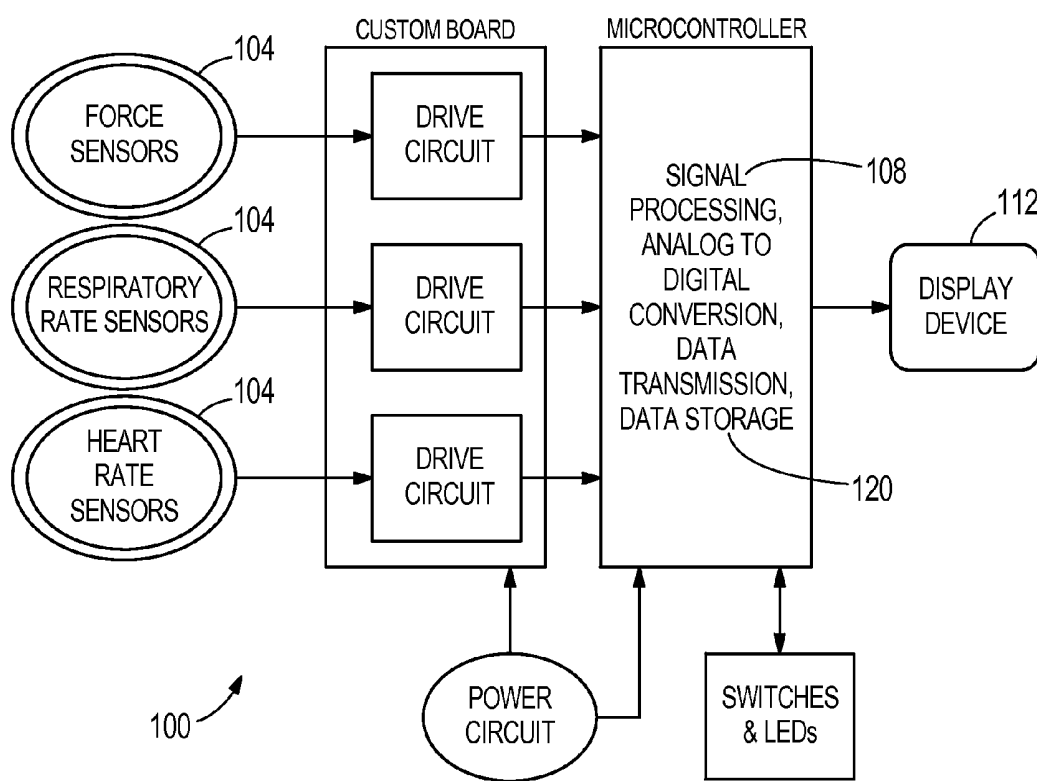 CUSTOM BOARD
MICROCONTROLLER
104
FORCE
SENSORS
DRIVE
CIRCUIT
104
RESPIRATORY
RATE SENSORS
DRIVE
CIRCUIT
104
HEART
RATE
SENSORS
DRIVE
CIRCUIT
SIGNAL
PROCESSING,
ANALOG TO
DIGITAL
CONVERSION,
DATA
TRANSMISSION,
DATA STORAGE
108
120
112
DISPLAY
DEVICE
100
POWER
CIRCUIT
SWITCHES
& LEDs